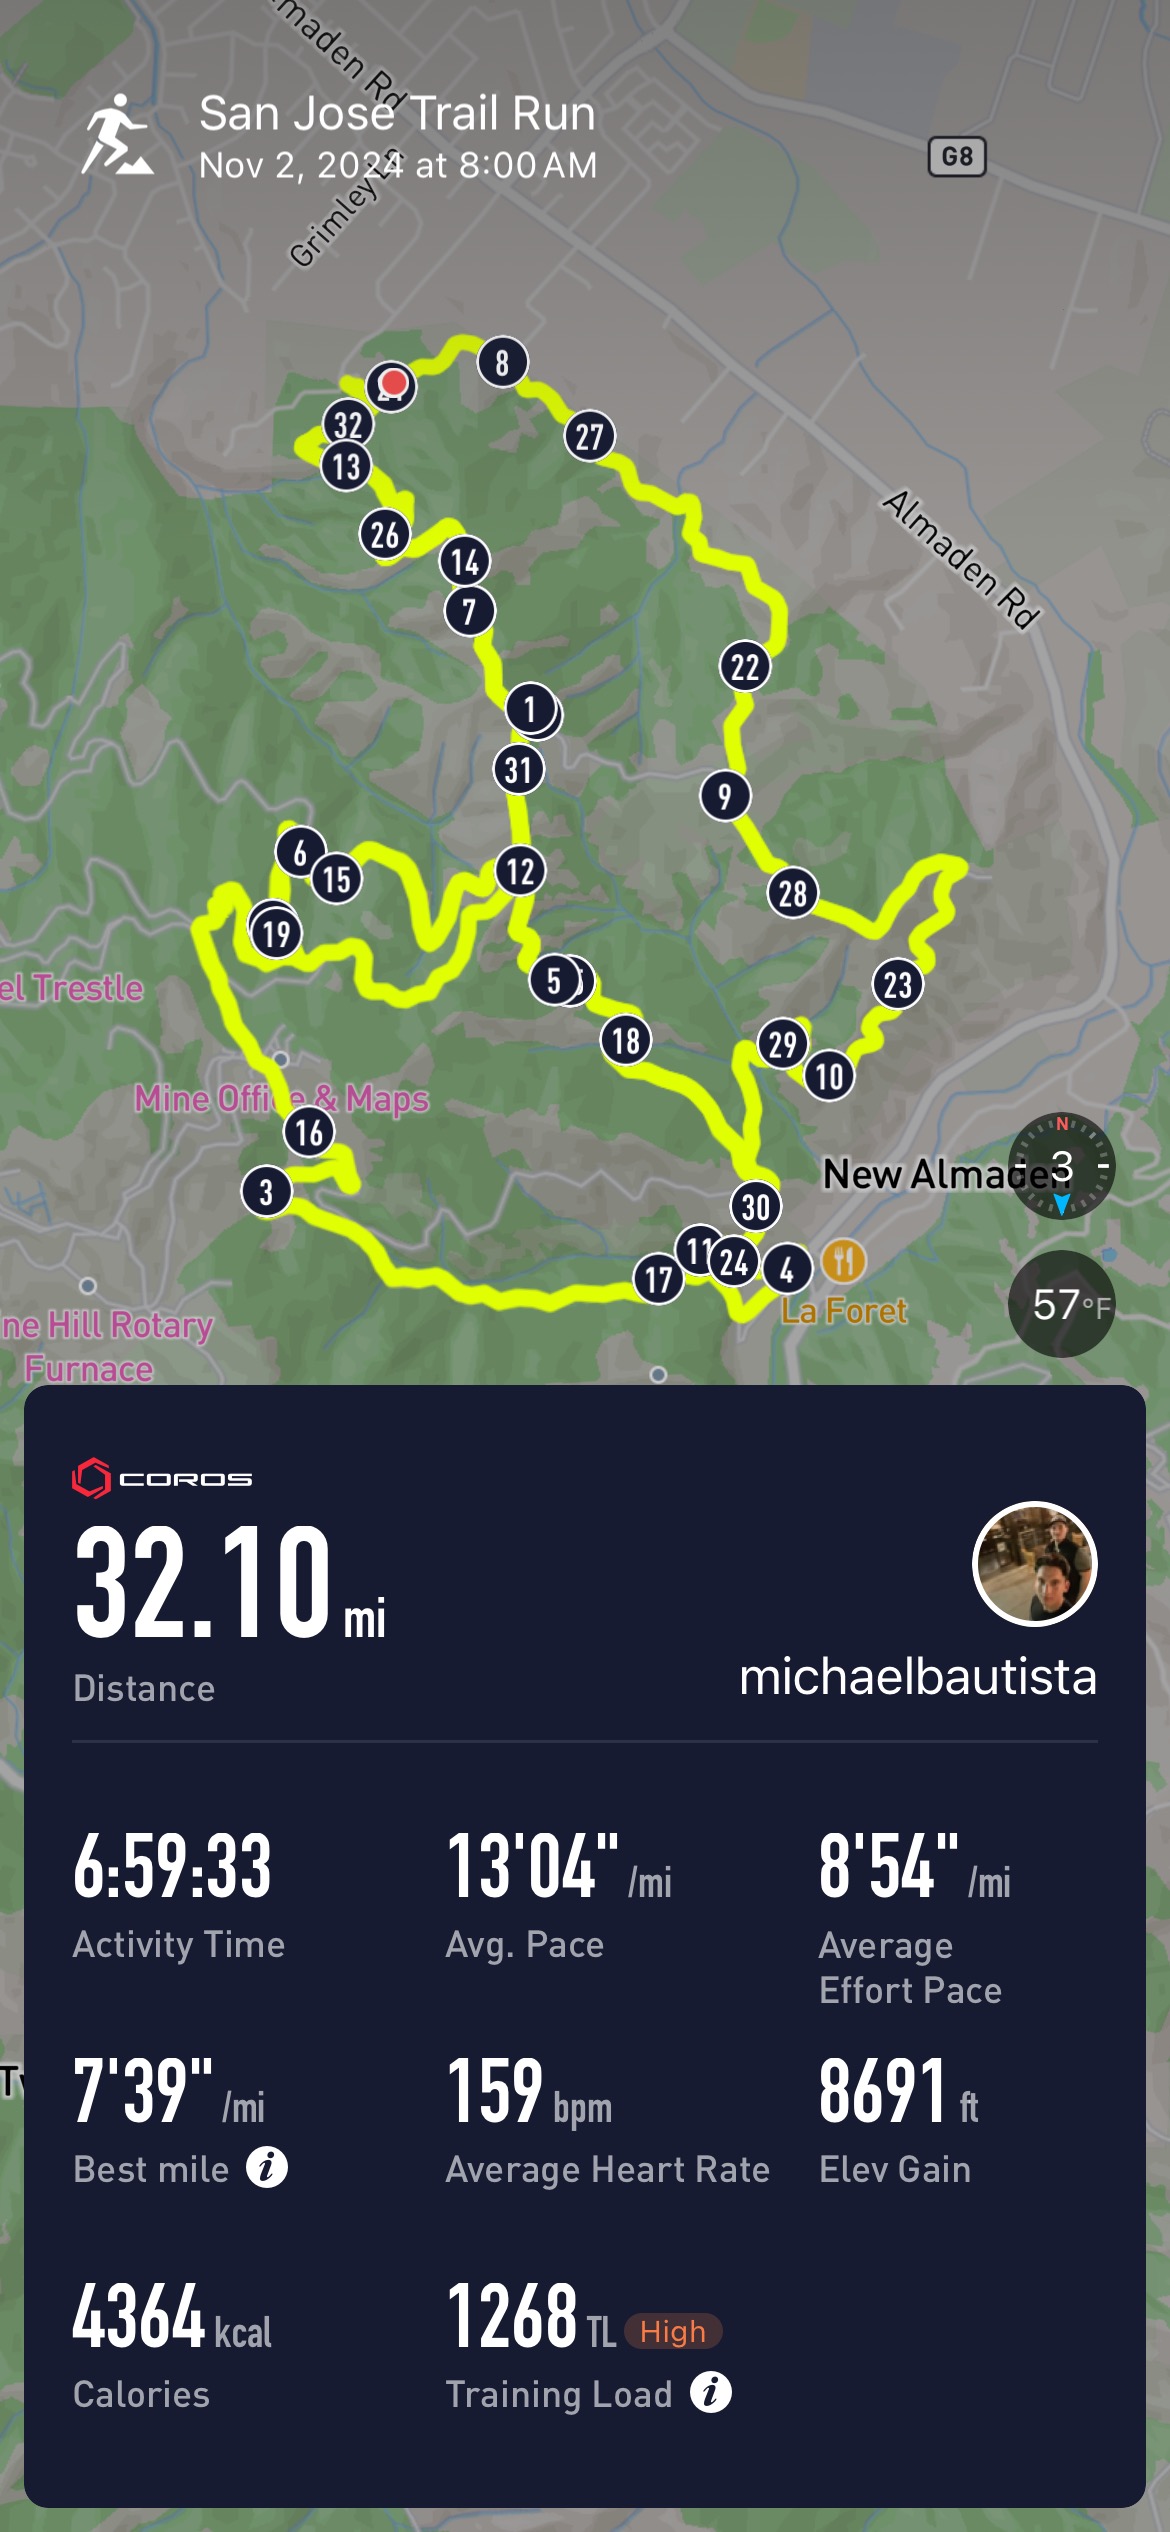 Almaden Rd
San Jose Trail Run
Nov 2, 2024 at 8:00 AM
Grimley Ln
G8
8
32
27
13
26
14
Almaden Rd
7
22
1
31
9
6
15
12
28
19
5
23
el Trestle
18
29
10
Mine Office & Maps
16
New Almaden
N
3
3
30
11
24
4
17
La Foret
57°F
ne Hill Rotary
Furnace
COROS
32.10 mi
Distance
michaelbautista
6:59:33
13'04" /mi
8'54" /mi
Activity Time
Avg. Pace
Average
Effort Pace
7'39" /mi
159 bpm
8691 ft
Best mile i
Average Heart Rate
Elev Gain
4364 kcal
1268 TL High
Calories
Training Load i